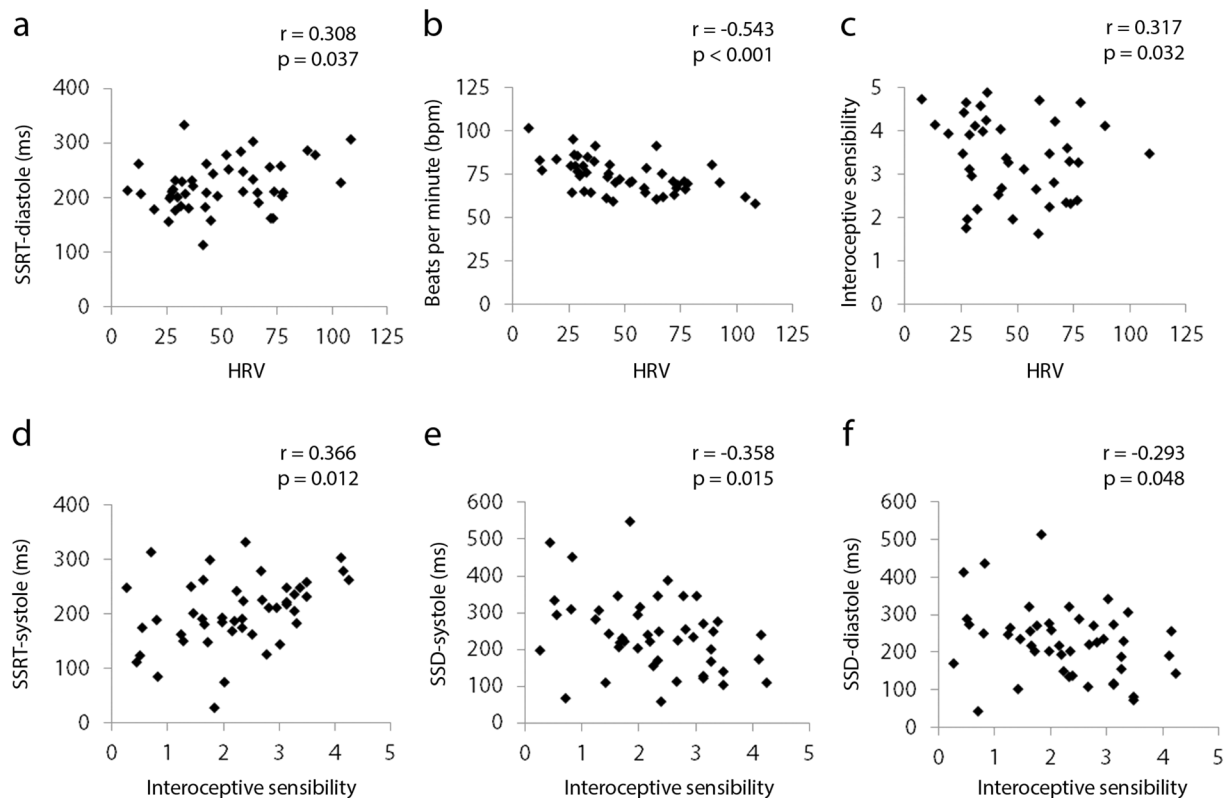 a
r = 0.308
p = 0.037
SSRT-diastole (ms)
400
300
200
100
0
0 25 50 75 100 125
HRV
b
r = -0.543
p < 0.001
Beats per minute (bpm)
125
100
75
50
25
0
0 25 50 75 100 125
HRV
c
r = 0.317
p = 0.032
Interoceptive sensibility
5
4
3
2
1
0
0 25 50 75 100 125
HRV
d
r = 0.366
p = 0.012
SSRT-systole (ms)
400
300
200
100
0
0 1 2 3 4 5
Interoceptive sensibility
e
r = -0.358
p = 0.015
SSD-systole (ms)
600
500
400
300
200
100
0
0 1 2 3 4 5
Interoceptive sensibility
f
r = -0.293
p = 0.048
SSD-diastole (ms)
600
500
400
300
200
100
0
0 1 2 3 4 5
Interoceptive sensibility